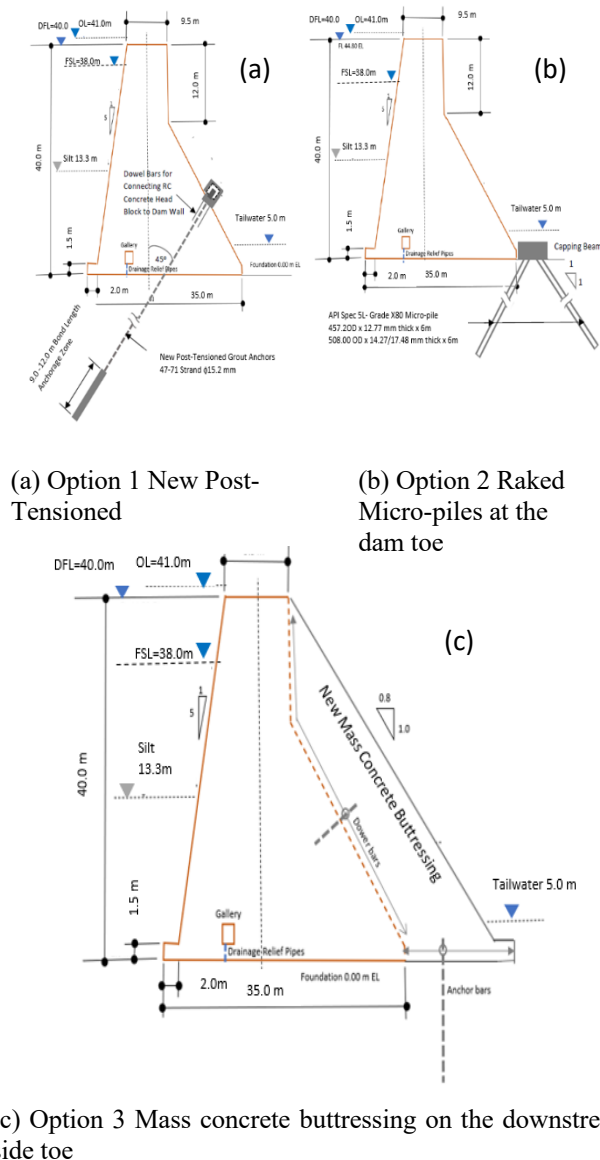 DFL=40.0
OL=41.0m
9.5 m
(a)
FSL=38.0m
12.0 m
5
40.0 m
Silt 13.3 m
Dowel Bars for
Connecting RC
Concrete Head
Block to Dam Wall
Tailwater 5.0 m
1.5 m
Gallery
45º
Drainage Relief Pipes
Foundation 0.00 m EL
2.0 m
35.0 m
9.0 -12.0 m Bond Length
Anchorage Zone
New Post-Tensioned Grout Anchors
47-71 Strand ϕ15.2 mm
DFL=40.0
OL=41.0m
9.5 m
(b)
FSL=38.0m
12.0 m
5
40.0 m
Silt 13.3 m
Tailwater 5.0 m
1.5 m
Gallery
Capping Beam
Drainage Relief Pipes
2.0 m
35.0 m
1
1
API Spec 5L- Grade X80 Micro-pile
457.20D x 12.77 mm thick x 6m
508.00 OD x 14.27/17.48 mm thick x 6m
(a) Option 1 New Post-
Tensioned
(b) Option 2 Raked
Micro-piles at the
dam toe
DFL=40.0m
OL=41.0m
(c)
FSL=38.0m
1
5
0.8
1.0
New Mass Concrete Buttressing
40.0 m
Silt
13.3m
Dower bars
Tailwater 5.0 m
1.5 m
Gallery
Drainage-Relief Pipes
Foundation 0.00 m EL
2.0m
35.0 m
Anchor bars
c) Option 3 Mass concrete buttressing on the downstre
ide toe